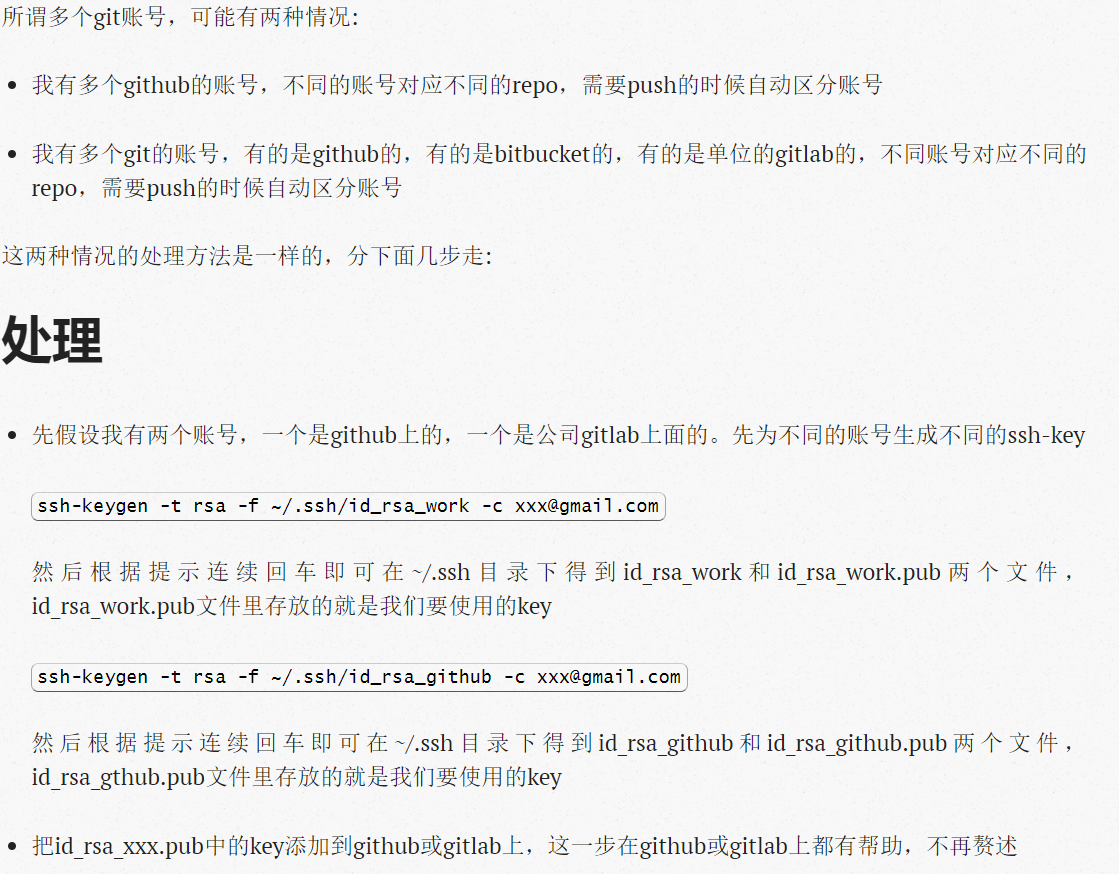 所谓多个git账号，可能有两种情况:
我有多个github的账号，不同的账号对应不同的repo，需要push的时候自动区分账号
我有多个git的账号，有的是github的，有的是bitbucket的，有的是单位的gitlab的，不同账号对应不同的
repo，需要push的时候自动区分账号
这两种情况的处理方法是一样的，分下面几步走:
处理
先假设我有两个账号，一个是github上的，一个是公司gitlab上面的。先为不同的账号生成不同的ssh-key
ssh-keygen -t rsa -f ~/.ssh/id_rsa_work -c xxx@gmail.com
然后根据提示连续回车即可在~/.ssh目录下得到id_rsa_work和id_rsa_work.pub两个文件，
id_rsa_work.pub文件里存放的就是我们要使用的key
ssh-keygen -t rsa -f ~/.ssh/id_rsa_github -c xxx@gmail.com
然后根据提示连续回车即可在~/.ssh目录下得到id_rsa_github和id_rsa_github.pub两个文件，
id_rsa_gthub.pub文件里存放的就是我们要使用的key
把id_rsa_xxx.pub中的key添加到github或gitlab上，这一步在github或gitlab上都有帮助，不再赘述